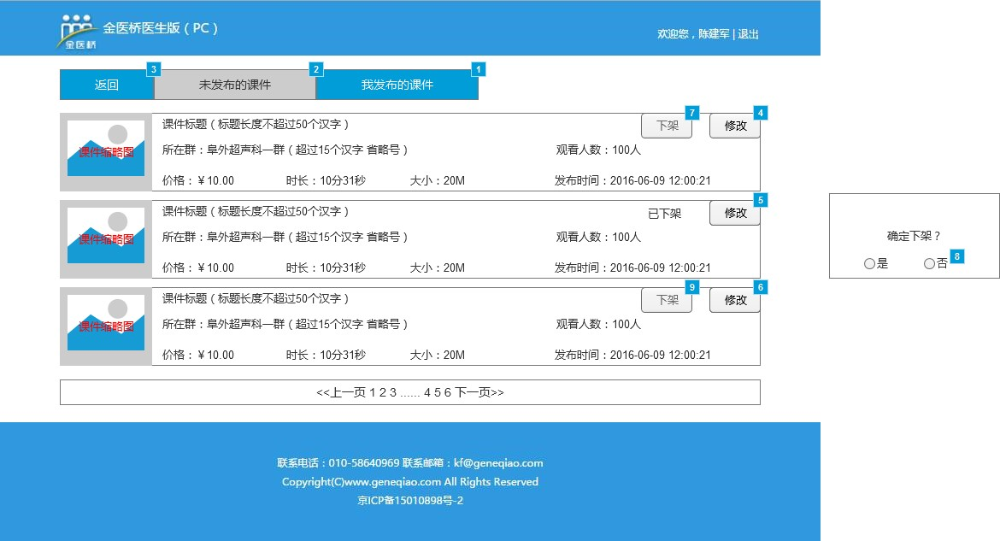 金医桥医生版（PC）
金医桥
欢迎您，陈建军 | 退出
3 2 1
返回 未发布的课件 我发布的课件
7 4
课件标题（标题长度不超过50个汉字） 下架 修改
课件缩略图
所在群：阜外超声科一群（超过15个汉字 省略号） 观看人数：100人
价格：￥10.00 时长：10分31秒 大小：20M 发布时间：2016-06-09 12:00:21
5
课件标题（标题长度不超过50个汉字） 已下架 修改
课件缩略图
所在群：阜外超声科一群（超过15个汉字 省略号） 观看人数：100人
价格：￥10.00 时长：10分31秒 大小：20M 发布时间：2016-06-09 12:00:21
9 6
课件标题（标题长度不超过50个汉字） 下架 修改
课件缩略图
所在群：阜外超声科一群（超过15个汉字 省略号） 观看人数：100人
价格：￥10.00 时长：10分31秒 大小：20M 发布时间：2016-06-09 12:00:21
<<上一页 1 2 3 ...... 4 5 6 下一页>>
确定下架？
是 否 8
联系电话：010-58640969 联系邮箱：kf@geneqiao.com
Copyright(C)www.geneqiao.com All Rights Reserved
京ICP备15010898号-2